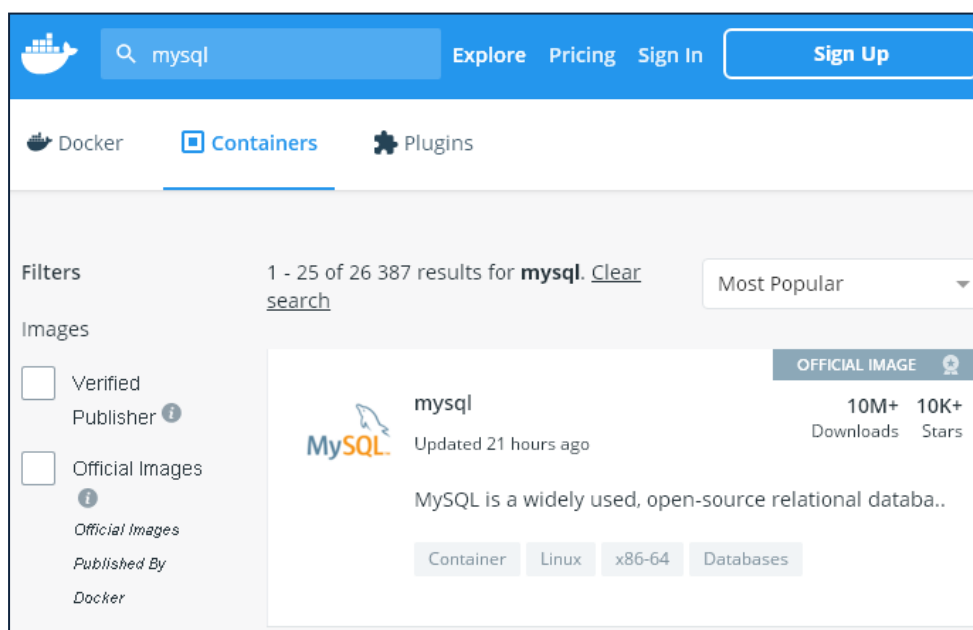 mysql
Explore Pricing Sign In Sign Up
Docker Containers Plugins
Filters
1 - 25 of 26 387 results for mysql. Clear
search
Most Popular
Images
Verified
Publisher
Official Images
Official Images
Published By
Docker
OFFICIAL IMAGE
MySQL
mysql
10M+ 10K+
Downloads Stars
Updated 21 hours ago
MySQL is a widely used, open-source relational databa..
Container Linux x86-64 Databases